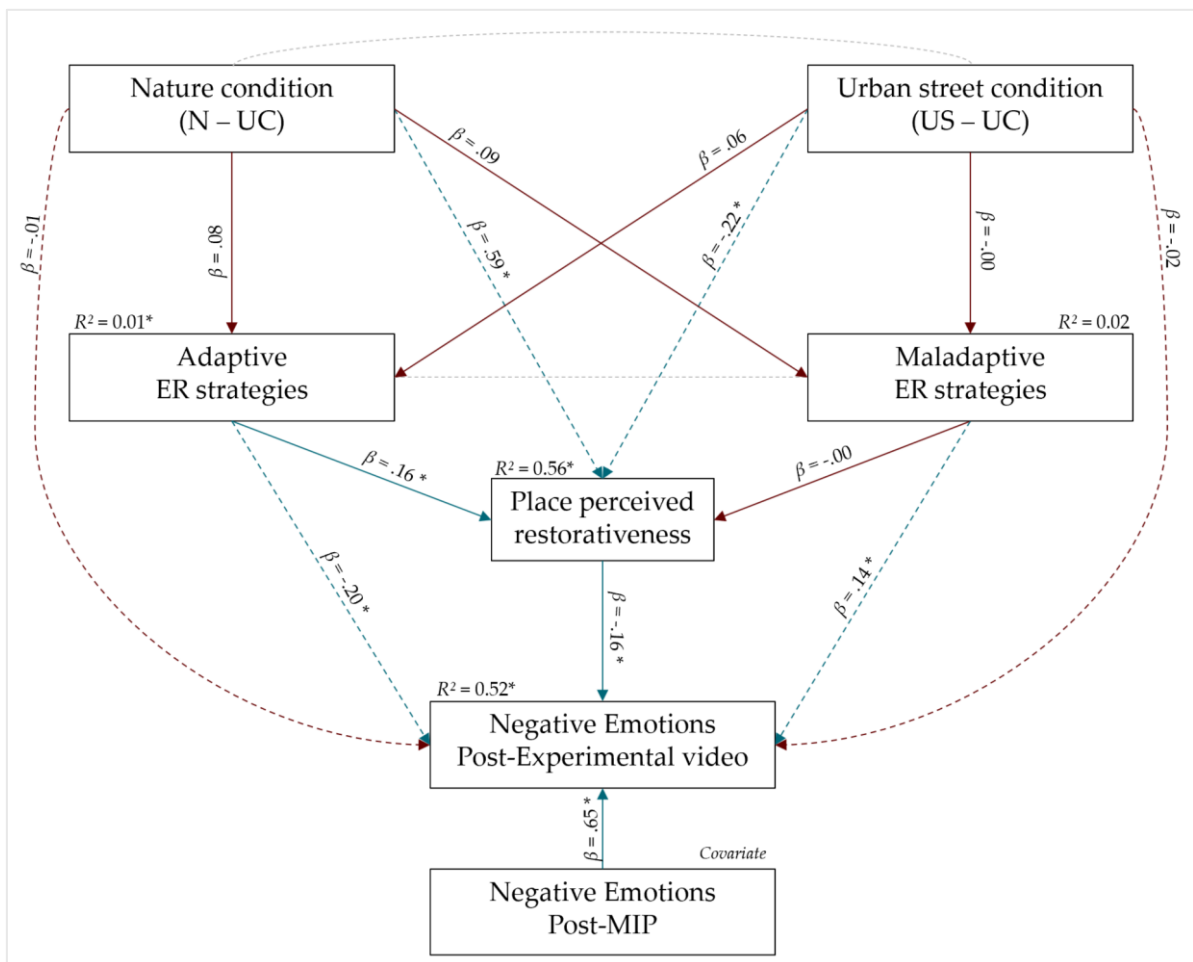 Nature condition
(N – UC)
Urban street condition
(US – UC)
β = .09
β = .06
β = -.01
β = .08
β = .59 *
β = -.22 *
β = -.00
β = -.02
R² = 0.01*
R² = 0.02
Adaptive
ER strategies
Maladaptive
ER strategies
β = .16 *
R² = 0.56*
β = -.00
Place perceived
restorativeness
β = -.20 *
β = -.16 *
β = .14 *
R² = 0.52*
Negative Emotions
Post-Experimental video
β = .65 *
Covariate
Negative Emotions
Post-MIP